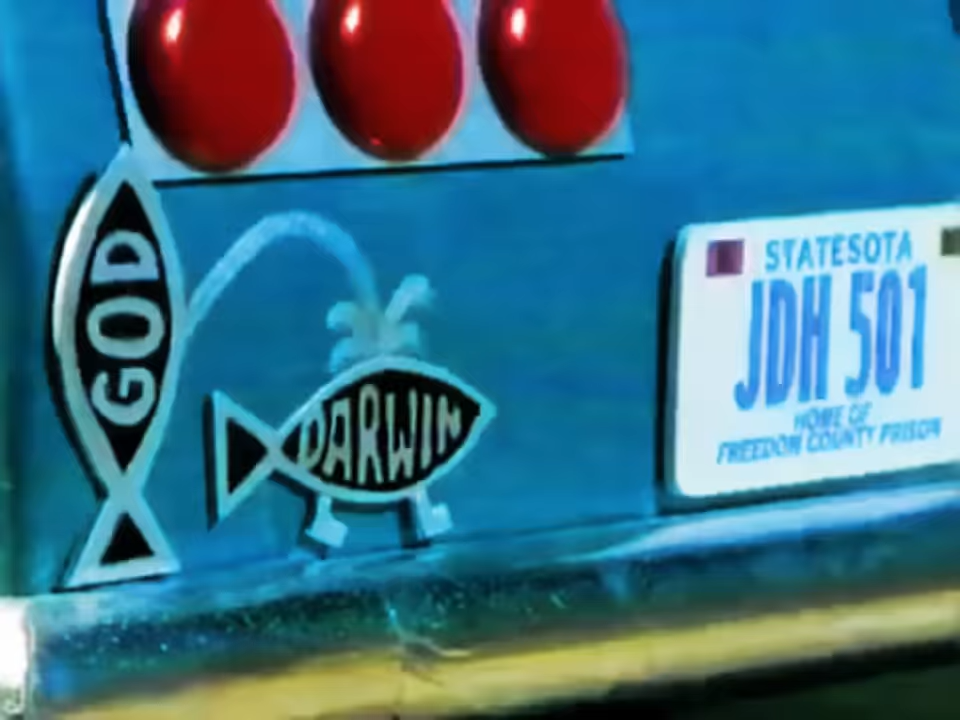 GOD
DARWIN
STATESOTA
JDH 501
HOME OF
FREEDOM COUNTY PRISON